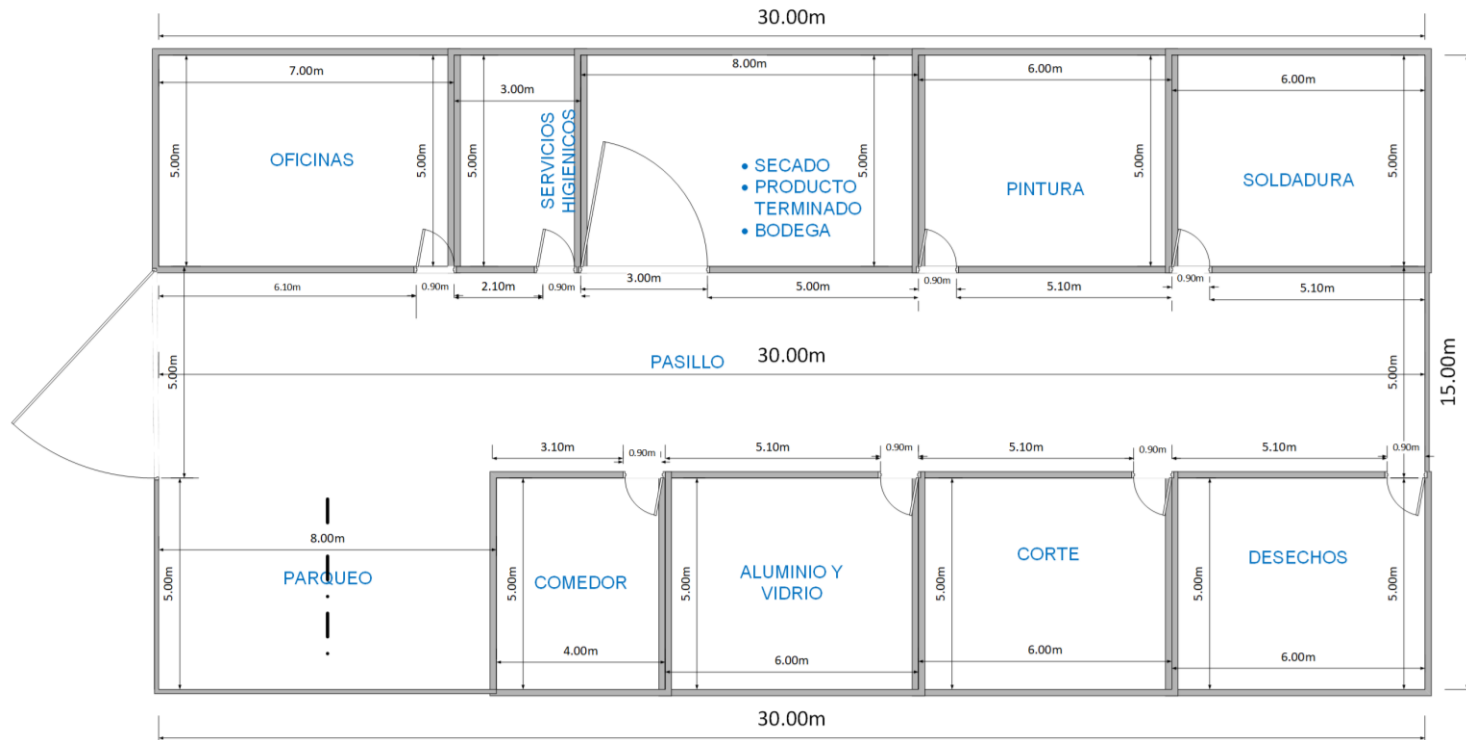 30.00m
7.00m
8.00m
6.00m
6.00m
3.00m
5.00m
5.00m
5.00m
5.00m
5.00m
5.00m
OFICINAS
SERVICIOS
HIGIENICOS
• SECADO
• PRODUCTO
TERMINADO
• BODEGA
PINTURA
SOLDADURA
6.10m
0.90m
2.10m
0.90m
3.00m
5.00m
0.90m
5.10m
0.90m
5.10m
5.00m
PASILLO
30.00m
5.00m
15.00m
3.10m
0.90m
5.10m
0.90m
5.10m
0.90m
5.10m
0.90m
8.00m
5.00m
PARQUEO
5.00m
COMEDOR
5.00m
ALUMINIO Y
VIDRIO
5.00m
CORTE
5.00m
DESECHOS
5.00m
4.00m
6.00m
6.00m
6.00m
30.00m